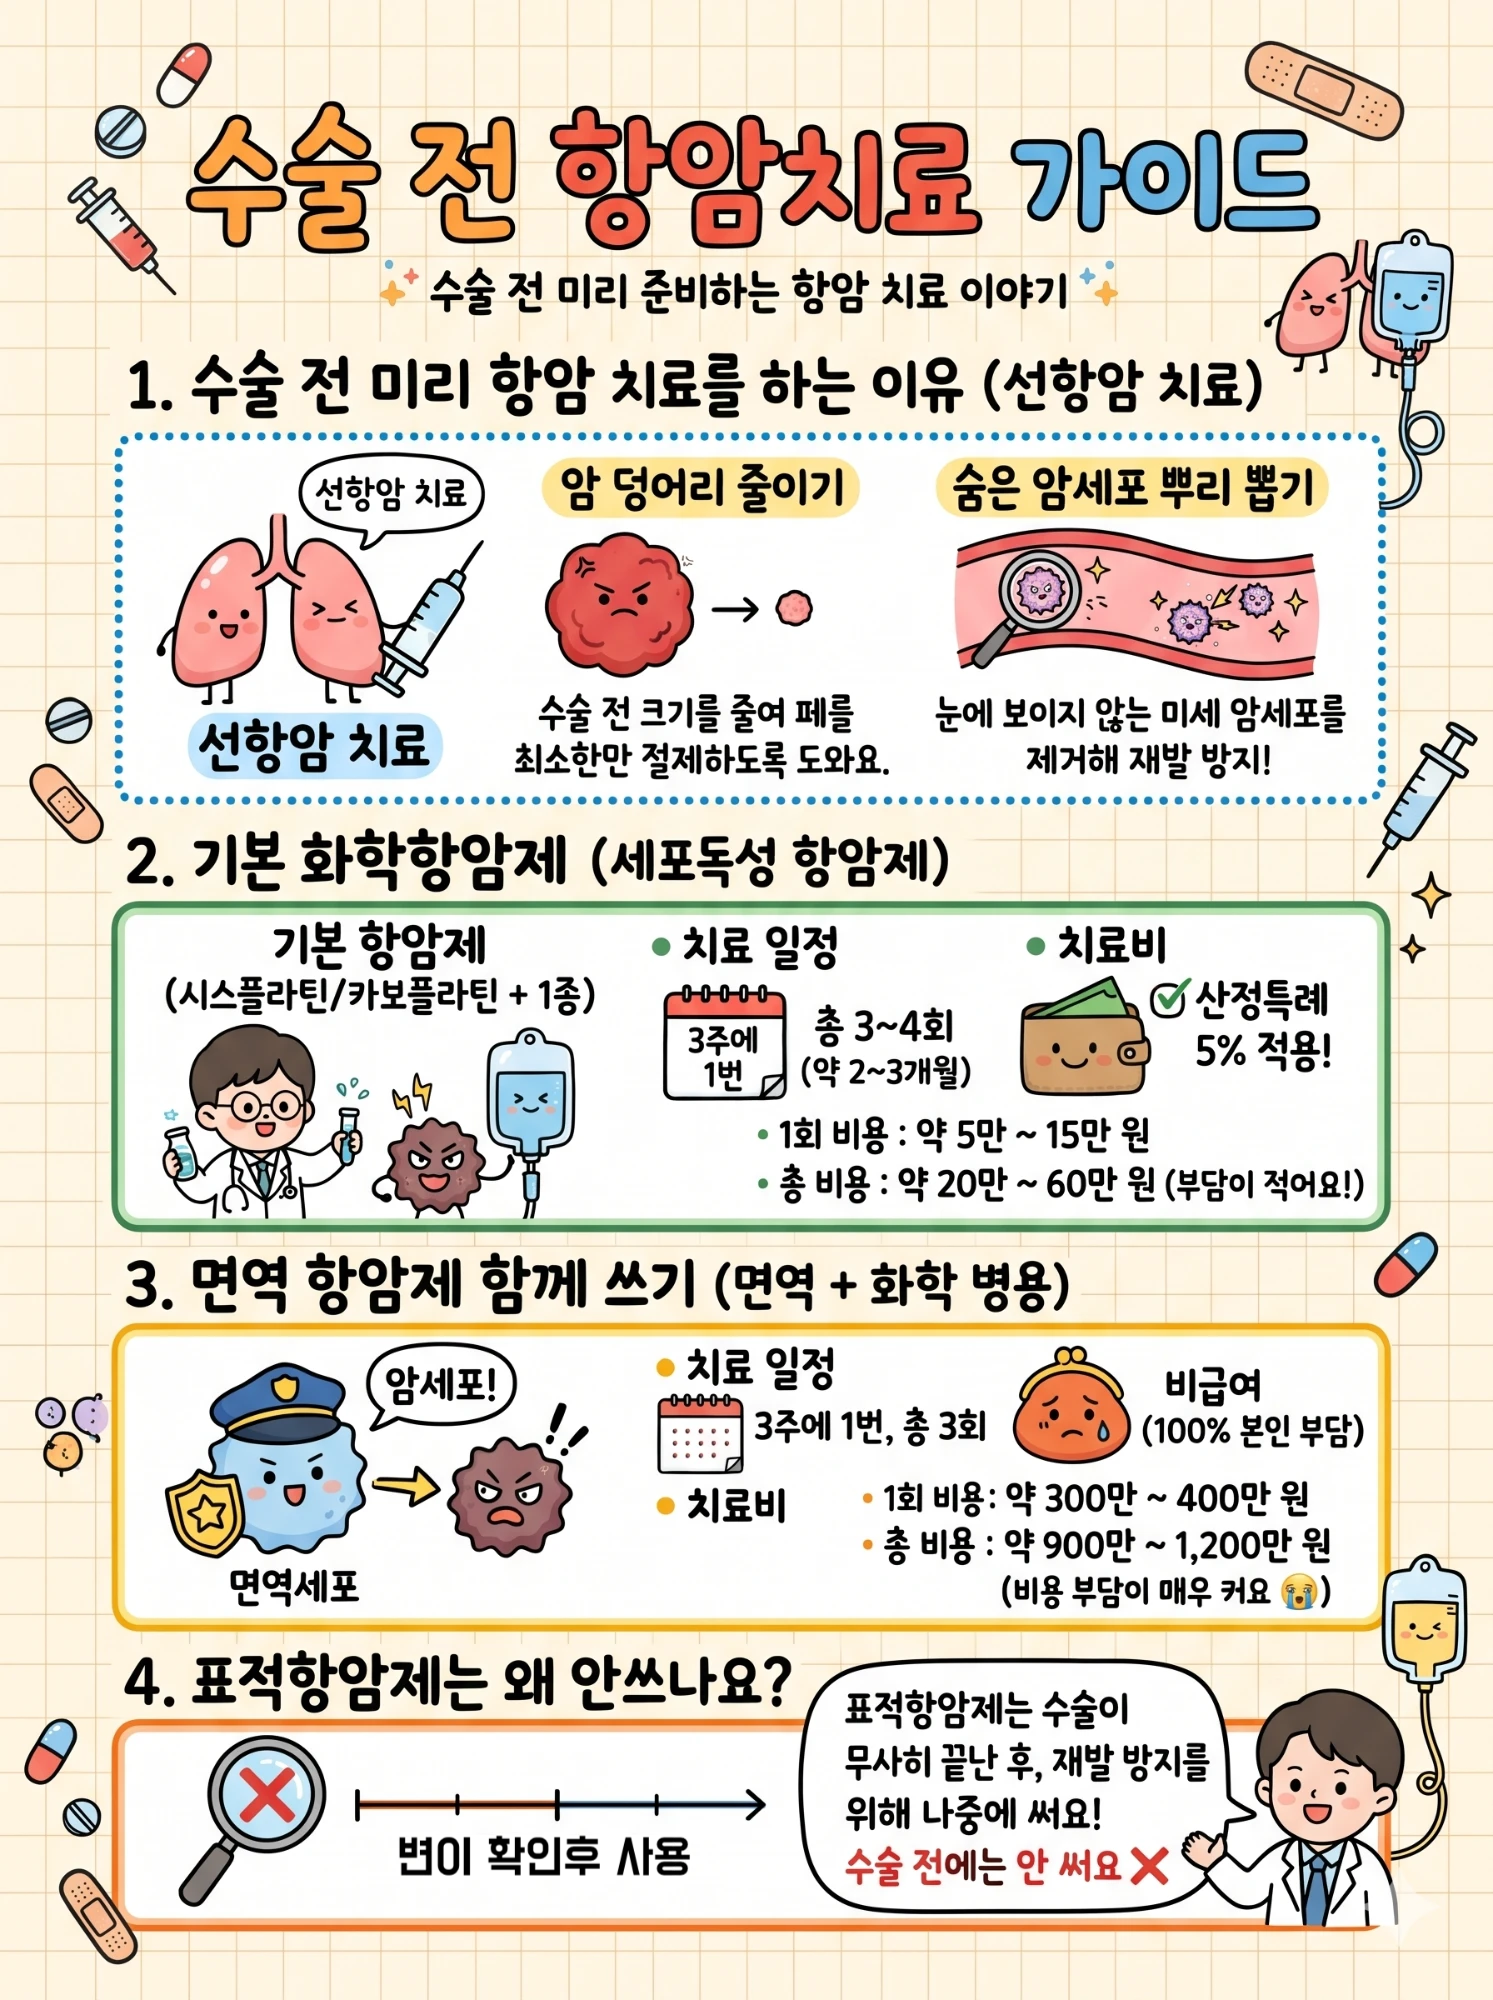 수술 전 항암치료 가이드
수술 전 미리 준비하는 항암 치료 이야기
1. 수술 전 미리 항암 치료를 하는 이유 (선항암 치료)
선항암 치료
선항암 치료
암 덩어리 줄이기
수술 전 크기를 줄여 폐를
최소한만 절제하도록 도와요.
숨은 암세포 뿌리 뽑기
눈에 보이지 않는 미세 암세포를
제거해 재발 방지!
2. 기본 화학항암제 (세포독성 항암제)
기본 항암제
(시스플라틴/카보플라틴 + 1종)
• 치료 일정
3주에
1번
총 3~4회
(약 2~3개월)
• 치료비
산정특례
5% 적용!
• 1회 비용 : 약 5만 ~ 15만 원
• 총 비용 : 약 20만 ~ 60만 원 (부담이 적어요!)
3. 면역 항암제 함께 쓰기 (면역 + 화학 병용)
암세포!
면역세포
• 치료 일정
3주에 1번, 총 3회
• 치료비
비급여
(100% 본인 부담)
• 1회 비용: 약 300만 ~ 400만 원
• 총 비용 : 약 900만 ~ 1,200만 원
(비용 부담이 매우 커요 😭)
4. 표적항암제는 왜 안쓰나요?
변이 확인후 사용
표적항암제는 수술이
무사히 끝난 후, 재발 방지를
위해 나중에 써요!
수술 전에는 안 써요 ❌